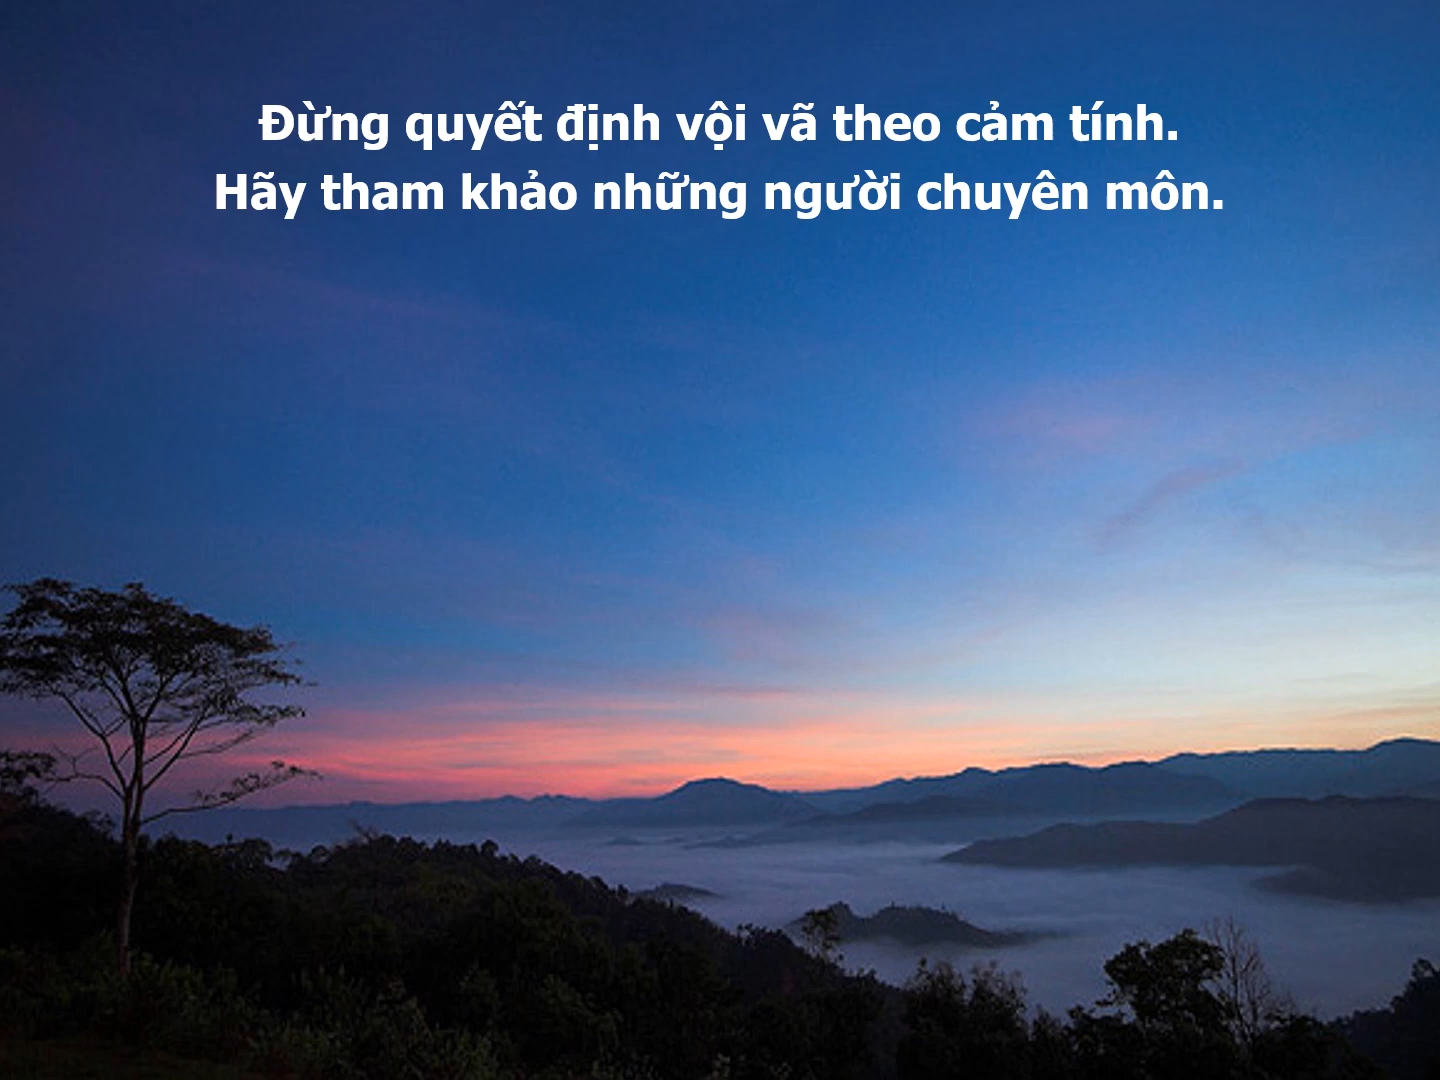 Đừng quyết định vội vã theo cảm tính.
Hãy tham khảo những người chuyên môn.